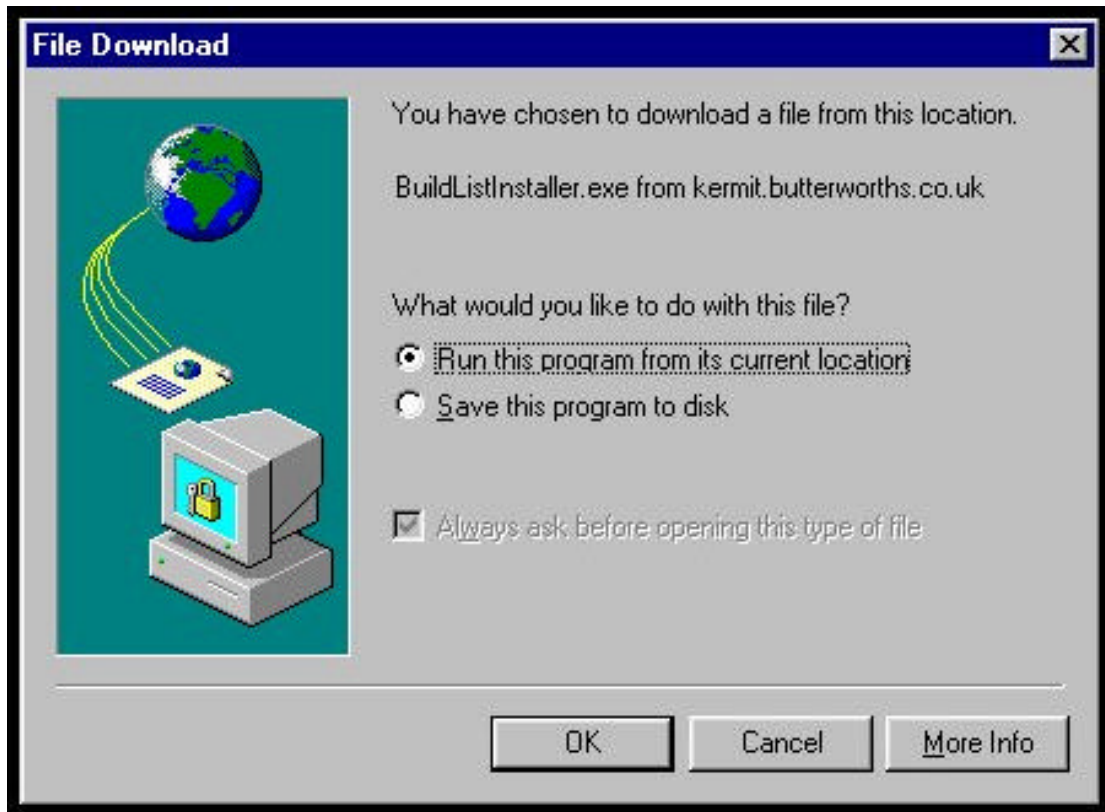 File Download
You have chosen to download a file from this location.
BuildListInstaller.exe from kermit.butterworths.co.uk
What would you like to do with this file?
Run this program from its current location
Save this program to disk
Always ask before opening this type of file
OK
Cancel
More Info